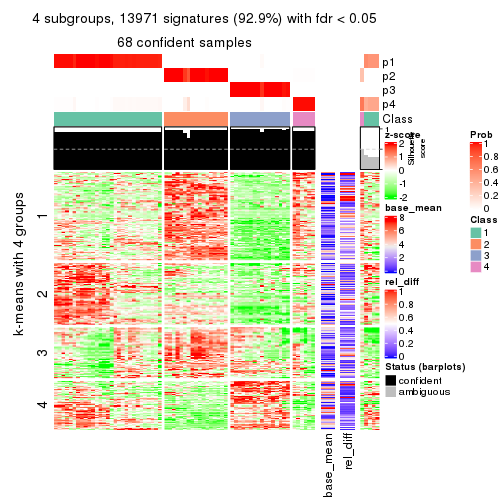 4 subgroups, 13971 signatures (92.9%) with fdr < 0.05
68 confident samples
p1
p2
p3
p4
Class
1
Silhouette
score
k-means with 4 groups
1
2
3
4
base_mean
rel_diff
z-score
2
1
0
-1
-2
base_mean
8
6
4
2
0
rel_diff
1
0.8
0.6
0.4
0.2
0
Status (barplots)
confident
ambiguous
Prob
1
0.8
0.6
0.4
0.2
0
Class
1
2
3
4